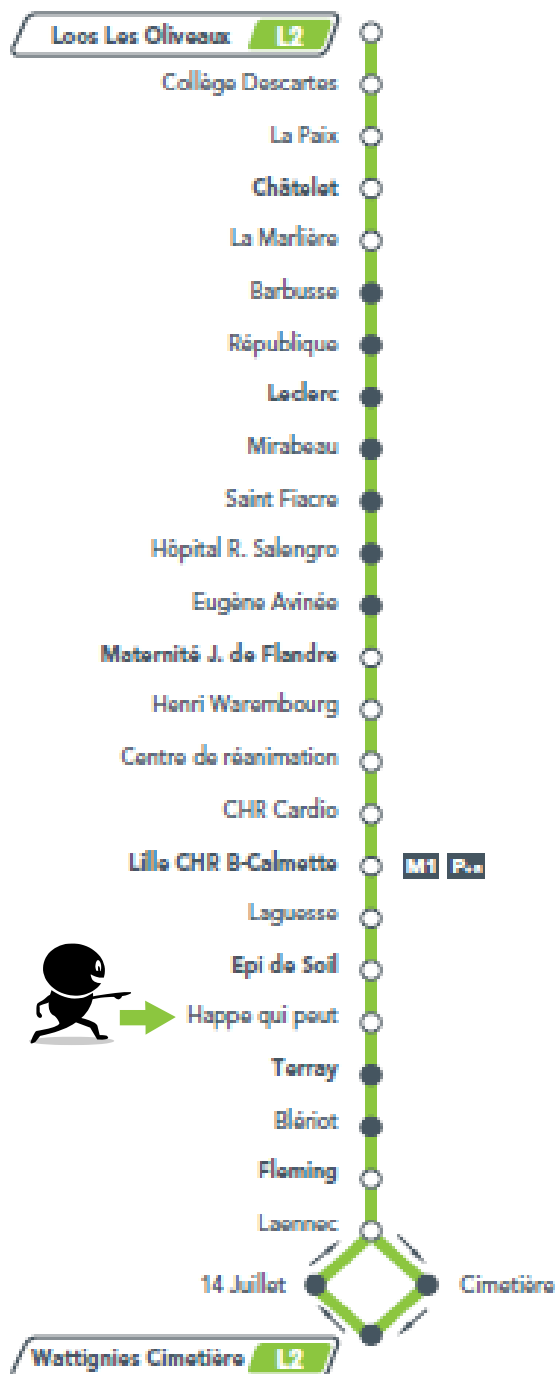 Loos Les Oliveaux L2
Collège Descartes
La Paix
Châtelet
La Marlière
Barbusse
République
Leclerc
Mirabeau
Saint Fiacre
Hôpital R. Salengro
Eugène Avinée
Maternité J. de Flandre
Henri Warembourg
Centre de réanimation
CHR Cardio
Lille CHR B-Calmette M1
Laguesse
Epi de Soil
Happe qui peut
Terray
Blériot
Fleming
Laennec
14 Juillet Cimetière
Wattignies Cimetière L2